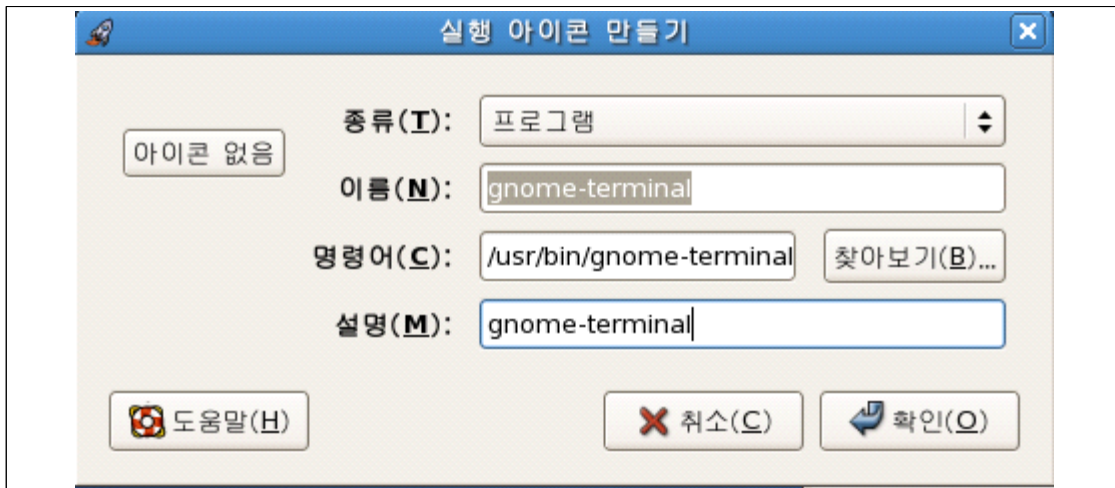 실행 아이콘 만들기
종류(T): 프로그램
아이콘 없음
이름(N): gnome-terminal
명령어(C): /usr/bin/gnome-terminal 찾아보기(B)...
설명(M): gnome-terminal
도움말(H) 취소(C) 확인(O)